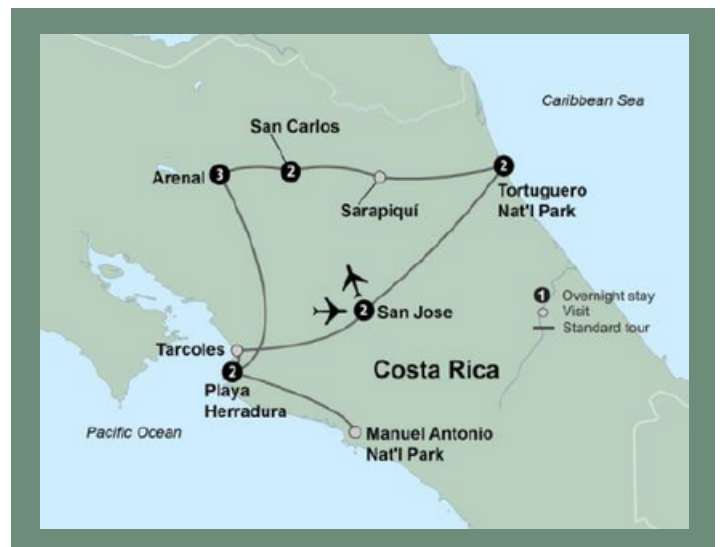 Caribbean Sea
San Carlos
2
2
Arenal 3
Sarapiquí
Tortuguero
Nat'l Park
1 Overnight stay
Visit
Standard tour
2 San Jose
Tarcoles
2
Playa
Herradura
Costa Rica
Pacific Ocean
Manuel Antonio
Nat'l Park